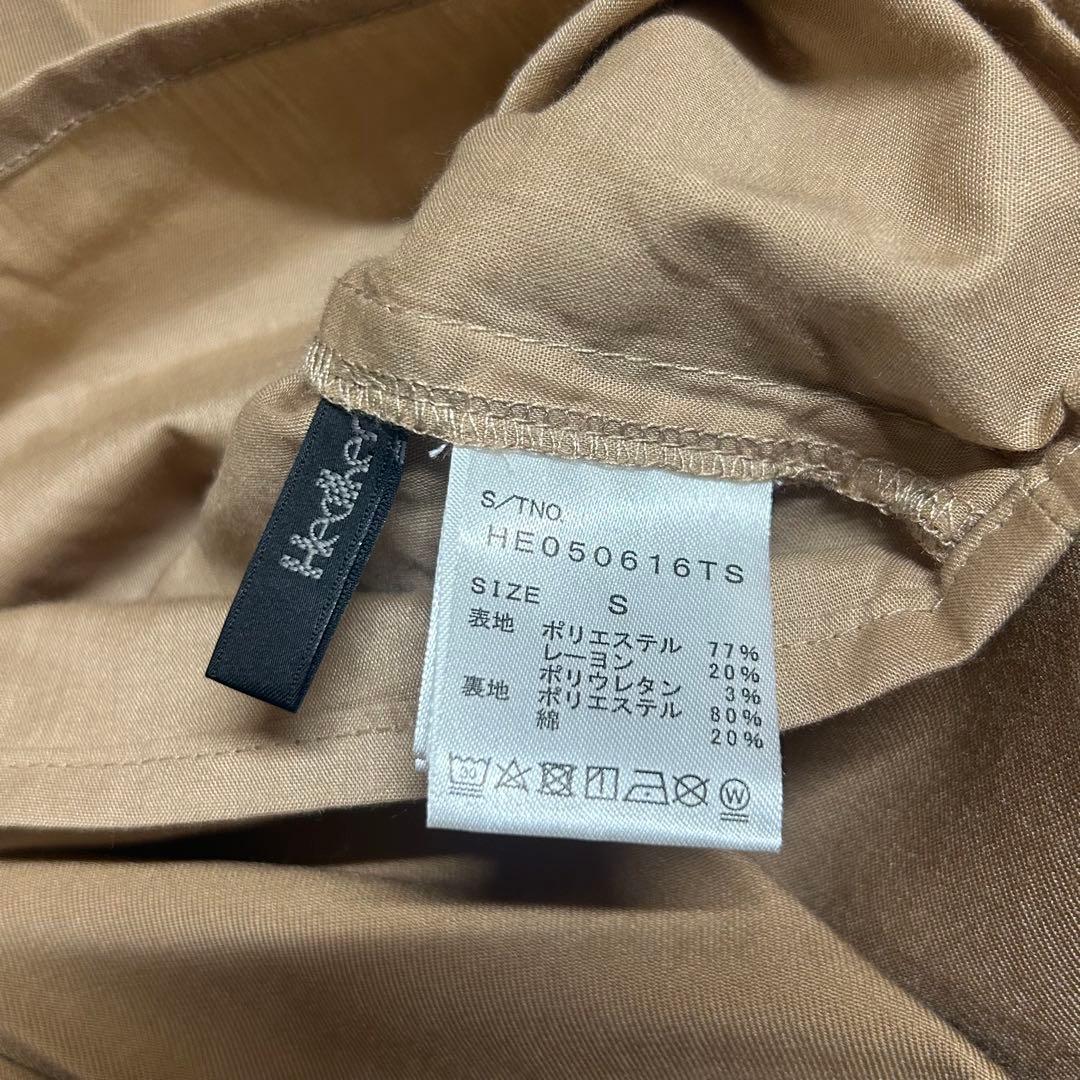 Heather
S/TNO.
HE050616TS
SIZE S
表地 ポリエステル 77%
レーヨン 20%
ポリウレタン 3%
裏地 ポリエステル 80%
綿 20%
30
W